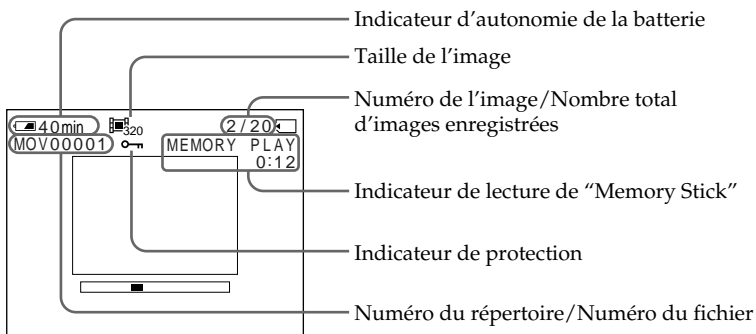 Indicateur d'autonomie de la batterie
Taille de l'image
Numéro de l'image/Nombre total
d'images enregistrées
40min
320
2/20
MOV00001
MEMORY PLAY
0:12
Indicateur de lecture de “Memory Stick”
Indicateur de protection
Numéro du répertoire/Numéro du fichier